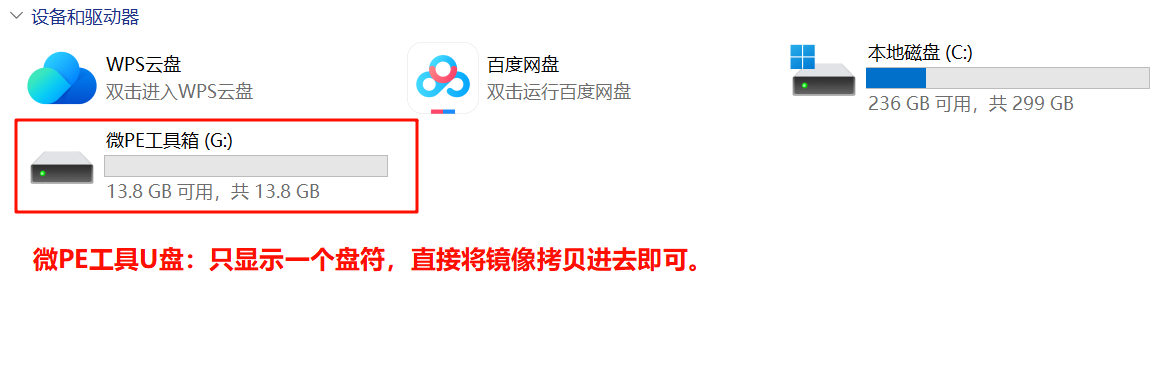 设备和驱动器
WPS云盘
双击进入WPS云盘
百度网盘
双击运行百度网盘
本地磁盘 (C:)
236 GB 可用，共 299 GB
微PE工具箱 (G:)
13.8 GB 可用，共 13.8 GB
微PE工具U盘：只显示一个盘符，直接将镜像拷贝进去即可。